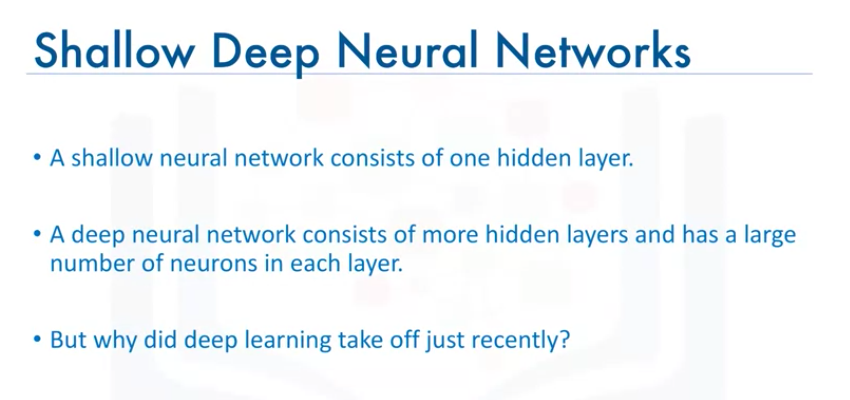 Shallow Deep Neural Networks
• A shallow neural network consists of one hidden layer.
• A deep neural network consists of more hidden layers and has a large
number of neurons in each layer.
• But why did deep learning take off just recently?